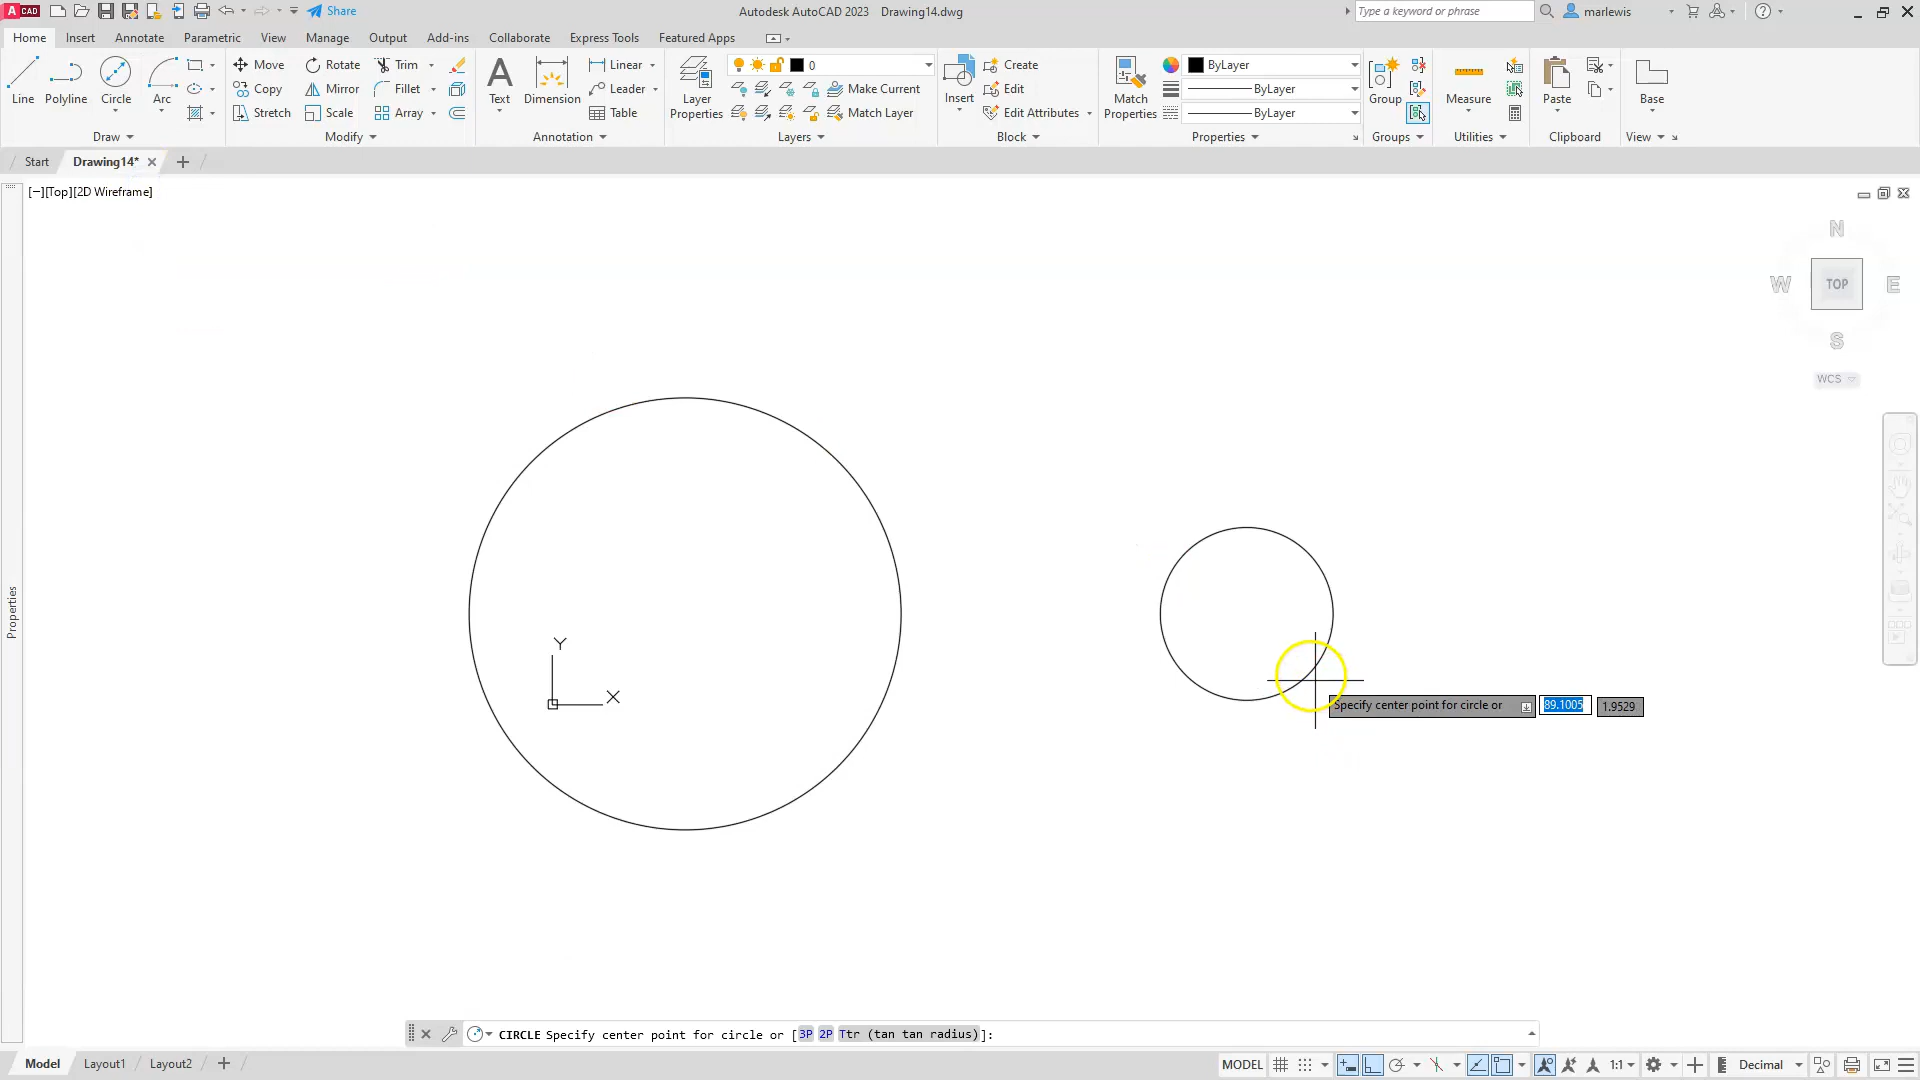 A CAD Share Autodesk AutoCAD 2023 Drawing14.dwg Type a keyword or phrase marlewis
Home Insert Annotate Parametric View Manage Output Add-ins Collaborate Express Tools Featured Apps
Line Polyline Circle Arc
Move Rotate Trim
Copy Mirror Fillet
Stretch Scale Array
Text Dimension
Linear
Leader
Table
Layer Properties
0
Make Current
Match Layer
Insert
Create
Edit
Edit Attributes
Match Properties
ByLayer
ByLayer
ByLayer
Group
Measure
Paste
Base
Draw Modify Annotation Layers Block Properties Groups Utilities Clipboard View
Start Drawing14*
[−][Top][2D Wireframe]
N
W TOP E
S
WCS
Properties
Y
X
Specify center point for circle or 89.1005 1.9529
CIRCLE Specify center point for circle or [3P 2P Ttr (tan tan radius)]:
Model Layout1 Layout2 MODEL 1:1 Decimal